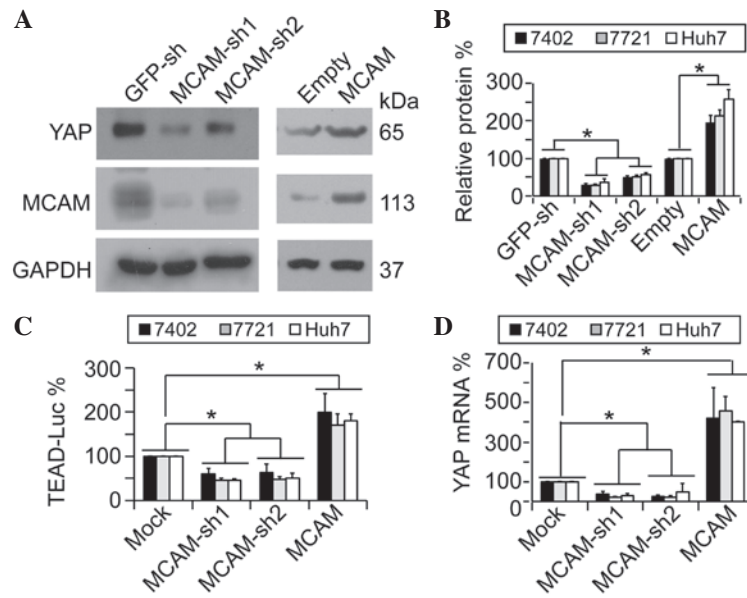 A
GFP-sh
MCAM-sh1
MCAM-sh2
Empty
MCAM
kDa
YAP
65
MCAM
113
GAPDH
37
B
7402 7721 Huh7
Relative protein %
300
200
100
0
*
*
GFP-sh
MCAM-sh1
MCAM-sh2
Empty
MCAM
C
7402 7721 Huh7
TEAD-Luc %
300
200
100
0
*
*
Mock
MCAM-sh1
MCAM-sh2
MCAM
D
7402 7721 Huh7
YAP mRNA %
700
500
300
100
0
*
*
Mock
MCAM-sh1
MCAM-sh2
MCAM